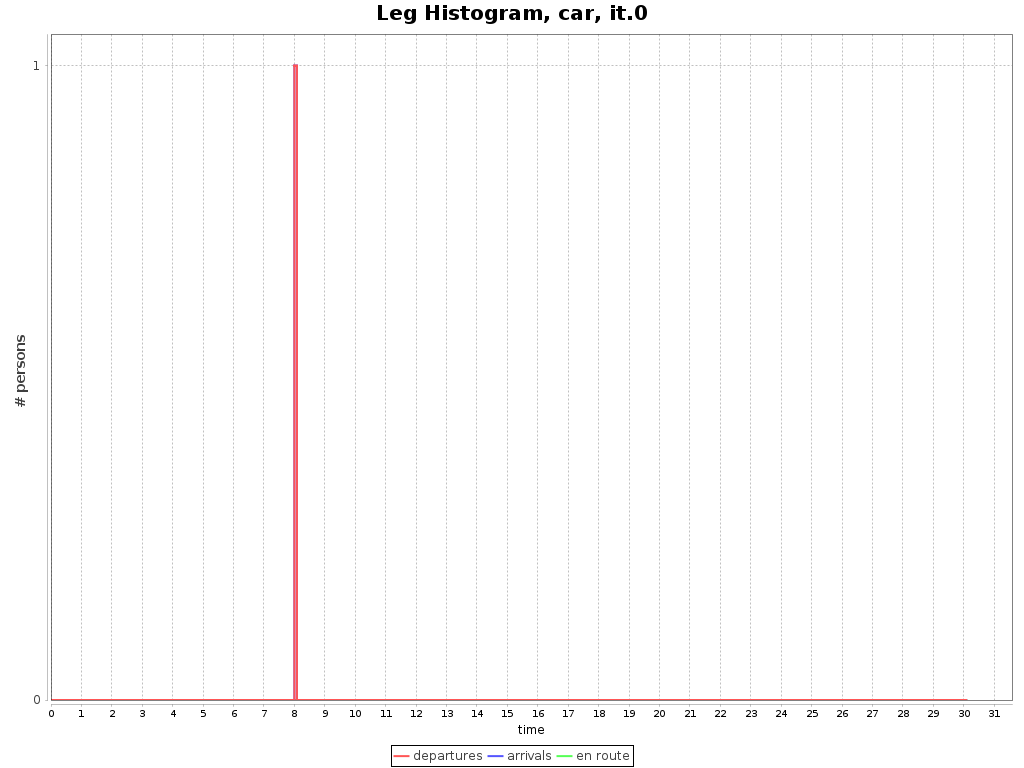 Leg Histogram, car, it.0
# persons
1
0
0 1 2 3 4 5 6 7 8 9 10 11 12 13 14 15 16 17 18 19 20 21 22 23 24 25 26 27 28 29 30 31
time
departures arrivals en route